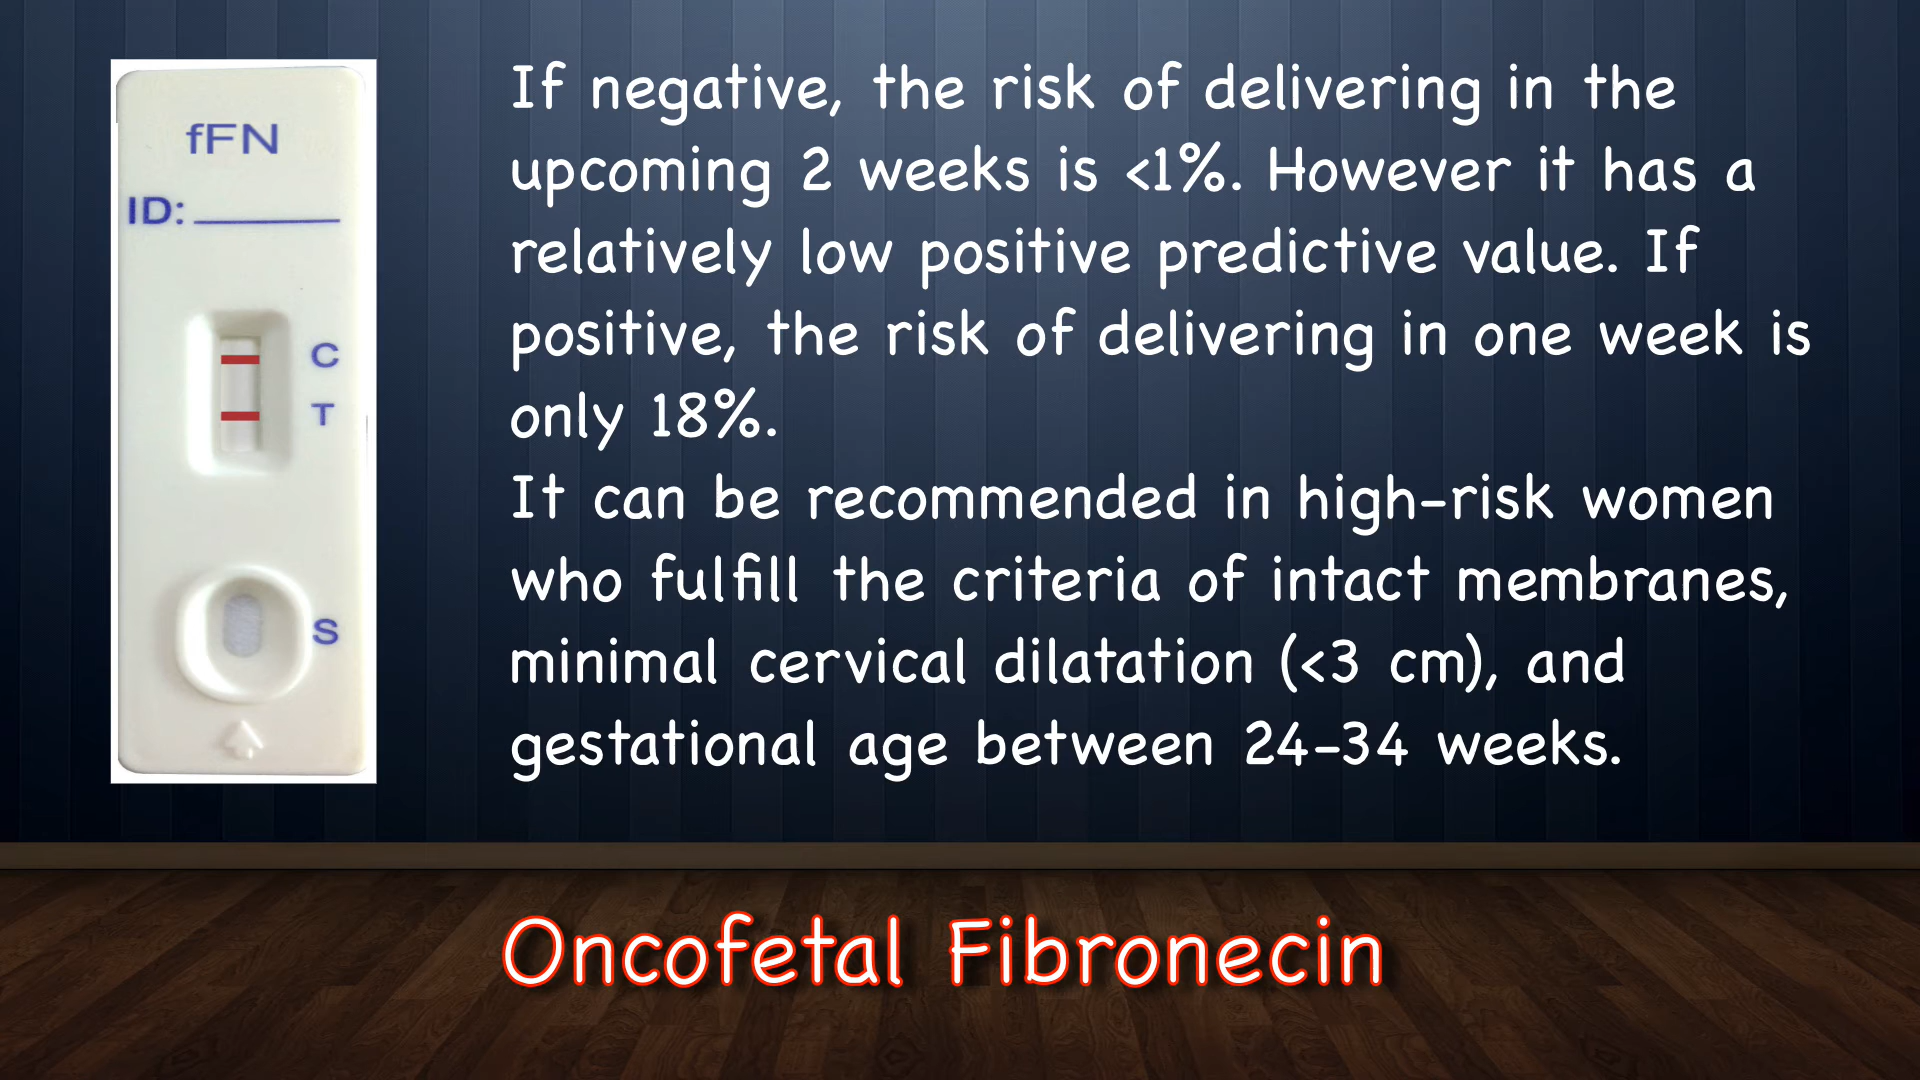 fFN
ID:
C
T
S
If negative, the risk of delivering in the
upcoming 2 weeks is <1%. However it has a
relatively low positive predictive value. If
positive, the risk of delivering in one week is
only 18%.
It can be recommended in high-risk women
who fulfill the criteria of intact membranes,
minimal cervical dilatation (<3 cm), and
gestational age between 24-34 weeks.
Oncofetal Fibronecin